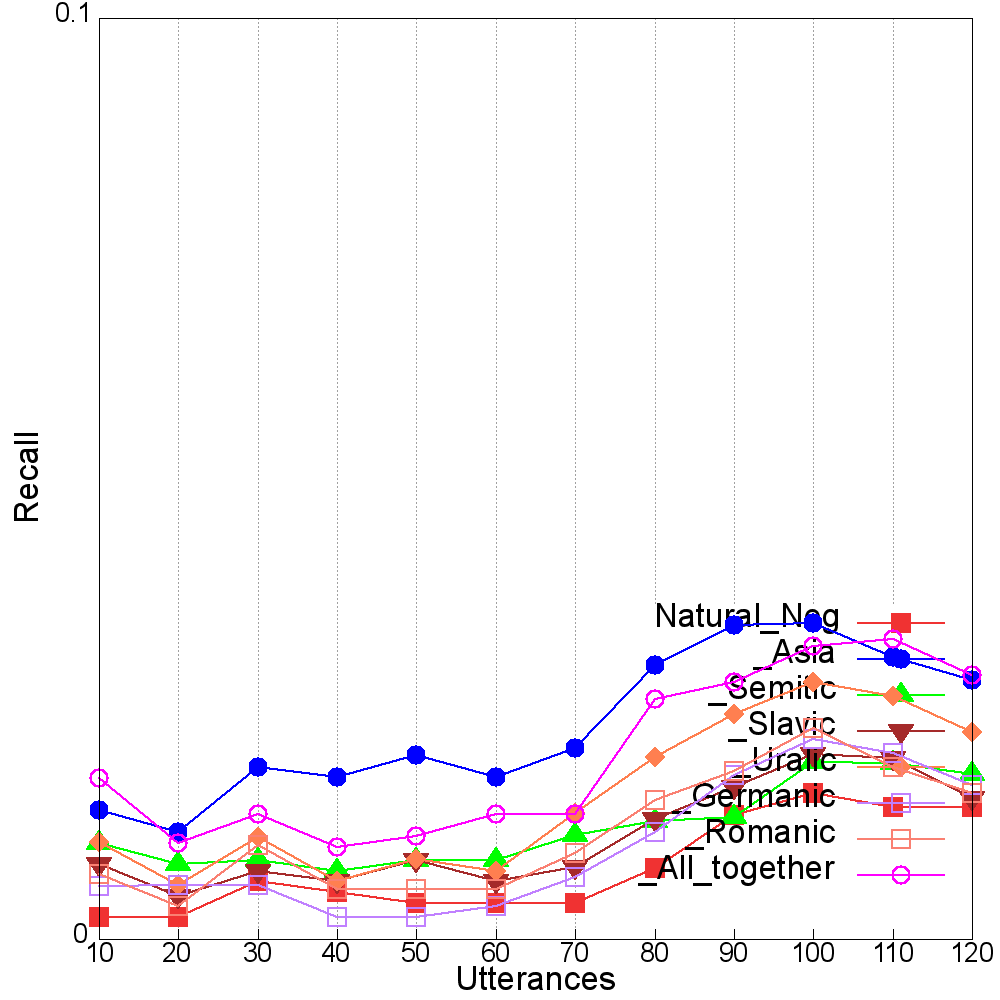 0.1
Recall
Natural_Neg
_Asia
_Semitic
_Slavic
_Uralic
_Germanic
_Romanic
_All_together
0
10 20 30 40 50 60 70 80 90 100 110 120
Utterances